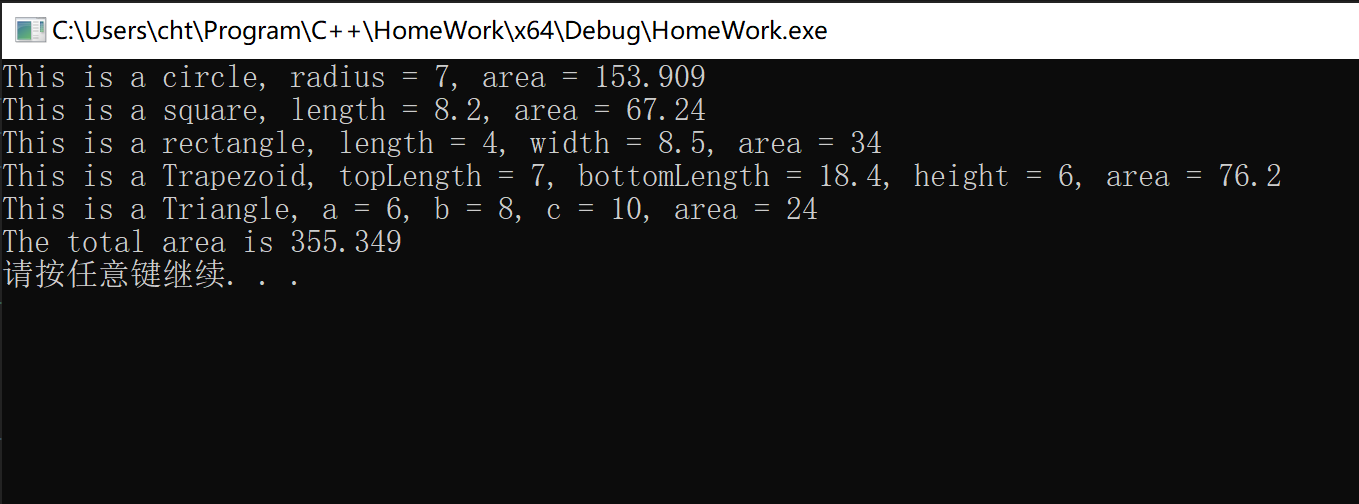 C:\Users\cht\Program\C++\HomeWork\x64\Debug\HomeWork.exe
This is a circle, radius = 7, area = 153.909
This is a square, length = 8.2, area = 67.24
This is a rectangle, length = 4, width = 8.5, area = 34
This is a Trapezoid, topLength = 7, bottomLength = 18.4, height = 6, area = 76.2
This is a Triangle, a = 6, b = 8, c = 10, area = 24
The total area is 355.349
请按任意键继续. . .